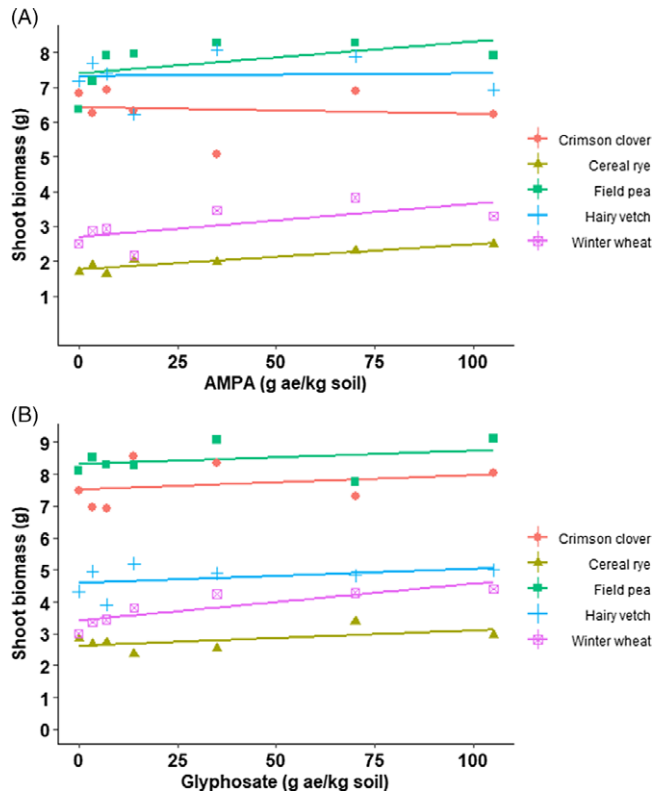 (A)
Shoot biomass (g)
8
7
6
5
4
3
2
1
0 25 50 75 100
AMPA (g ae/kg soil)
Crimson clover
Cereal rye
Field pea
Hairy vetch
Winter wheat
(B)
Shoot biomass (g)
9
8
7
6
5
4
3
2
1
0
0 25 50 75 100
Glyphosate (g ae/kg soil)
Crimson clover
Cereal rye
Field pea
Hairy vetch
Winter wheat